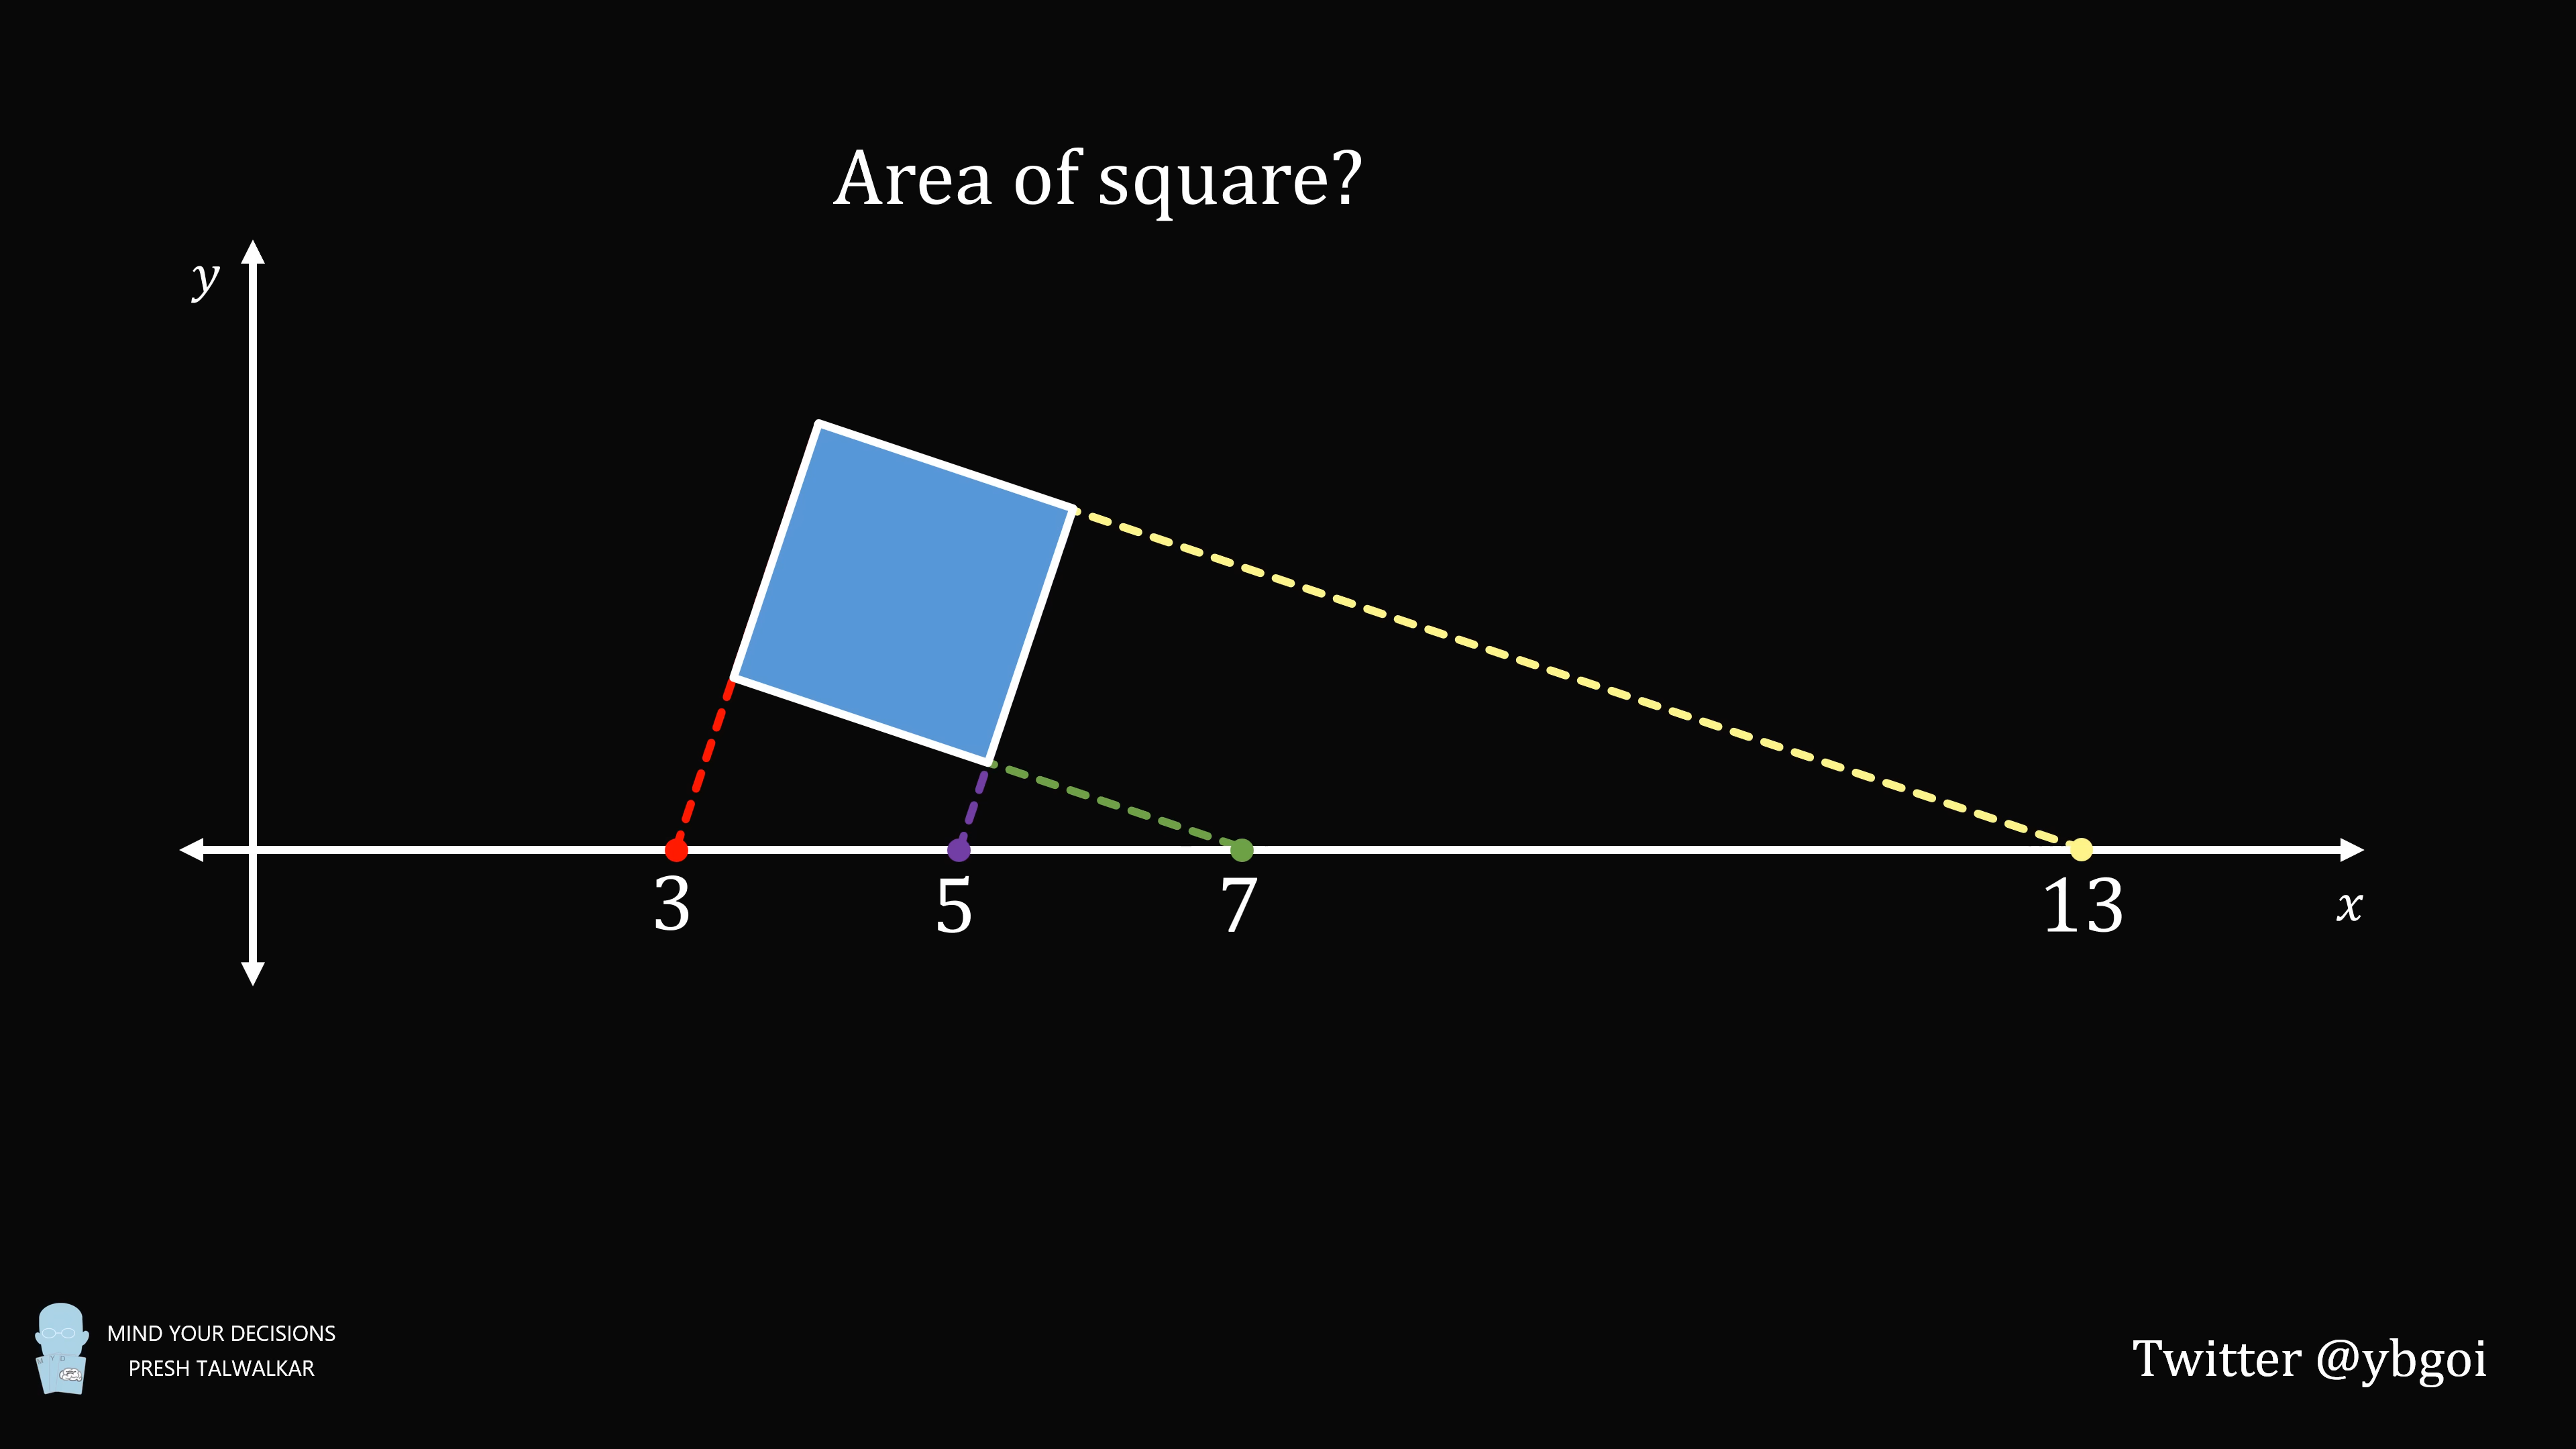 Area of square?
y
3
5
7
13
x
MIND YOUR DECISIONS
PRESH TALWALKAR
Twitter @ybgoi